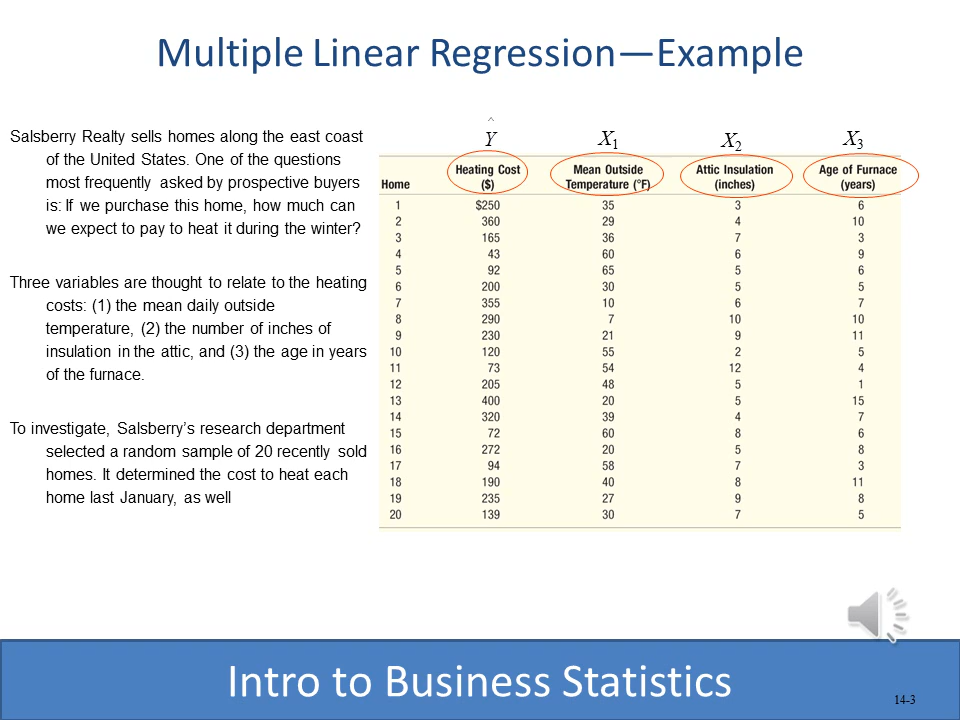 Multiple Linear Regression—Example
Salsberry Realty sells homes along the east coast
of the United States. One of the questions
most frequently asked by prospective buyers
is: If we purchase this home, how much can
we expect to pay to heat it during the winter?
Three variables are thought to relate to the heating
costs: (1) the mean daily outside
temperature, (2) the number of inches of
insulation in the attic, and (3) the age in years
of the furnace.
To investigate, Salsberry’s research department
selected a random sample of 20 recently sold
homes. It determined the cost to heat each
home last January, as well
^
Y X1 X2 X3
Heating Cost Mean Outside Attic Insulation Age of Furnace
Home ($) Temperature (°F) (inches) (years)
1 $250 35 3 6
2 360 29 4 10
3 165 36 7 3
4 43 60 6 9
5 92 65 5 6
6 200 30 5 5
7 355 10 6 7
8 290 7 10 10
9 230 21 9 11
10 120 55 2 5
11 73 54 12 4
12 205 48 5 1
13 400 20 5 15
14 320 39 4 7
15 72 60 8 6
16 272 20 5 8
17 94 58 7 3
18 190 40 8 11
19 235 27 9 8
20 139 30 7 5
Intro to Business Statistics
14-3